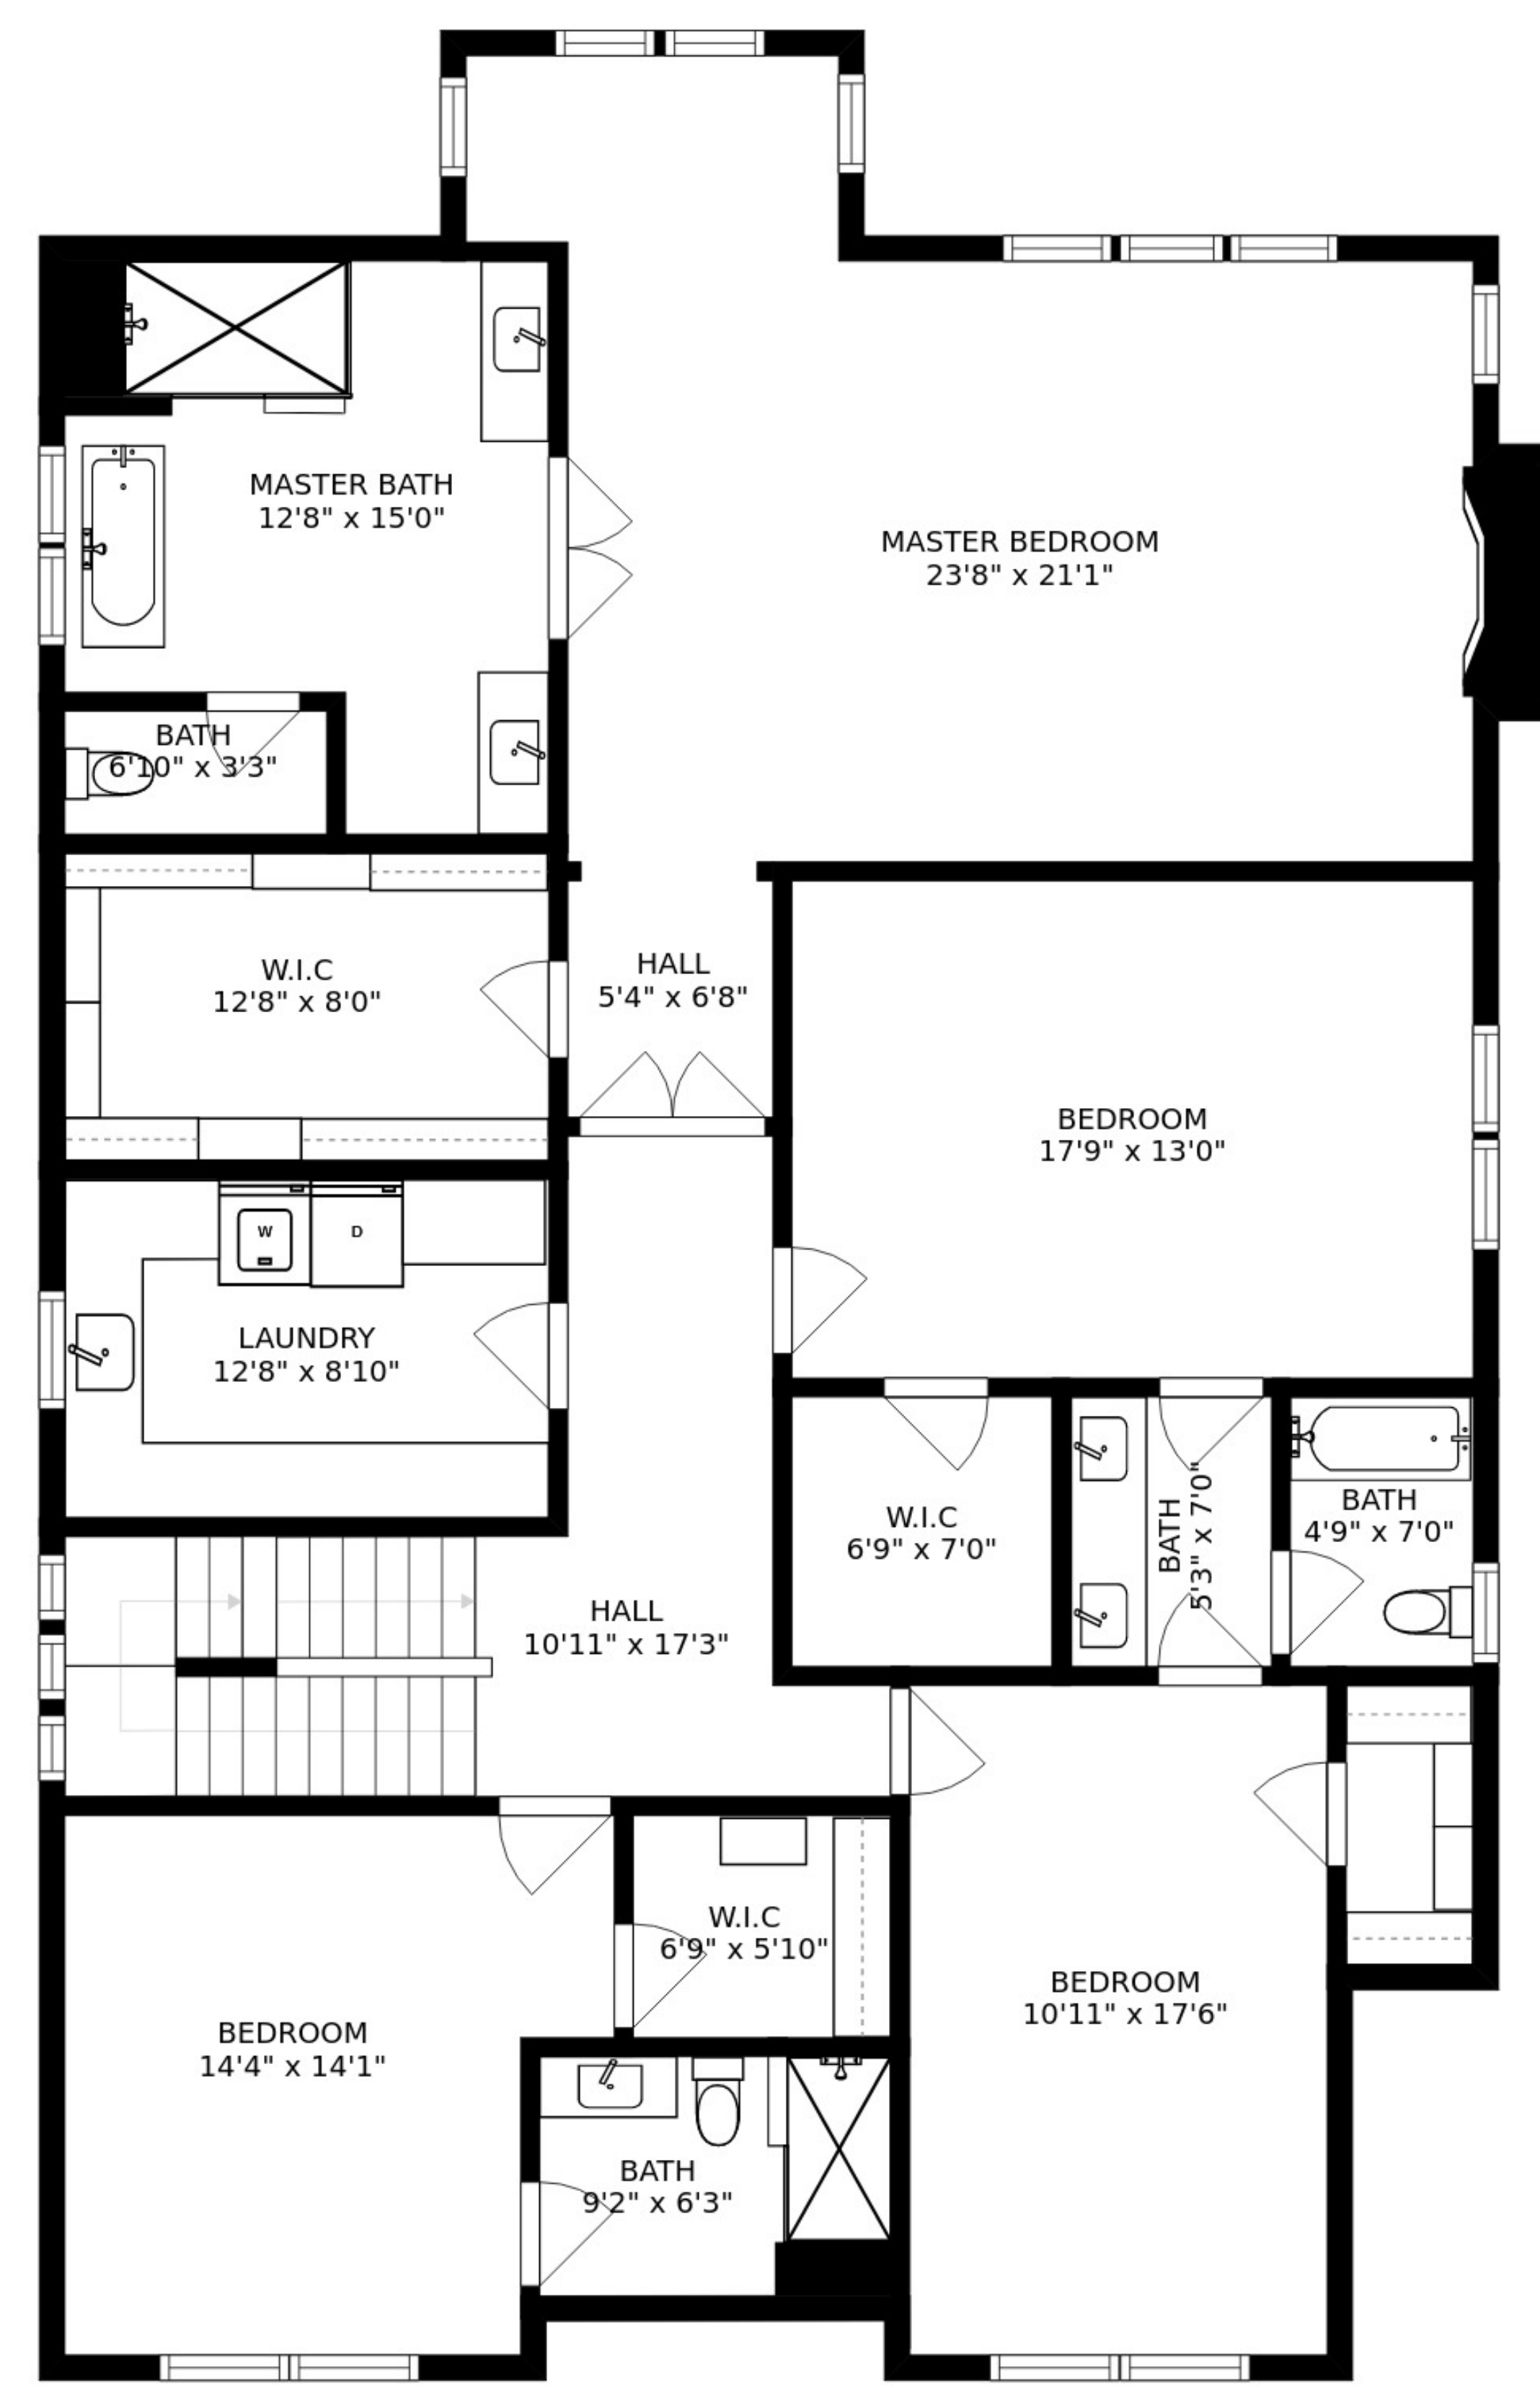 MASTER BATH
12'8" x 15'0"
MASTER BEDROOM
23'8" x 21'1"
BATH
6'10" x 3'3"
W.I.C
12'8" x 8'0"
HALL
5'4" x 6'8"
BEDROOM
17'9" x 13'0"
W
D
LAUNDRY
12'8" x 8'10"
W.I.C
6'9" x 7'0"
BATH
5'3" x 7'0"
BATH
4'9" x 7'0"
HALL
10'11" x 17'3"
W.I.C
6'9" x 5'10"
BEDROOM
14'4" x 14'1"
BEDROOM
10'11" x 17'6"
BATH
9'2" x 6'3"